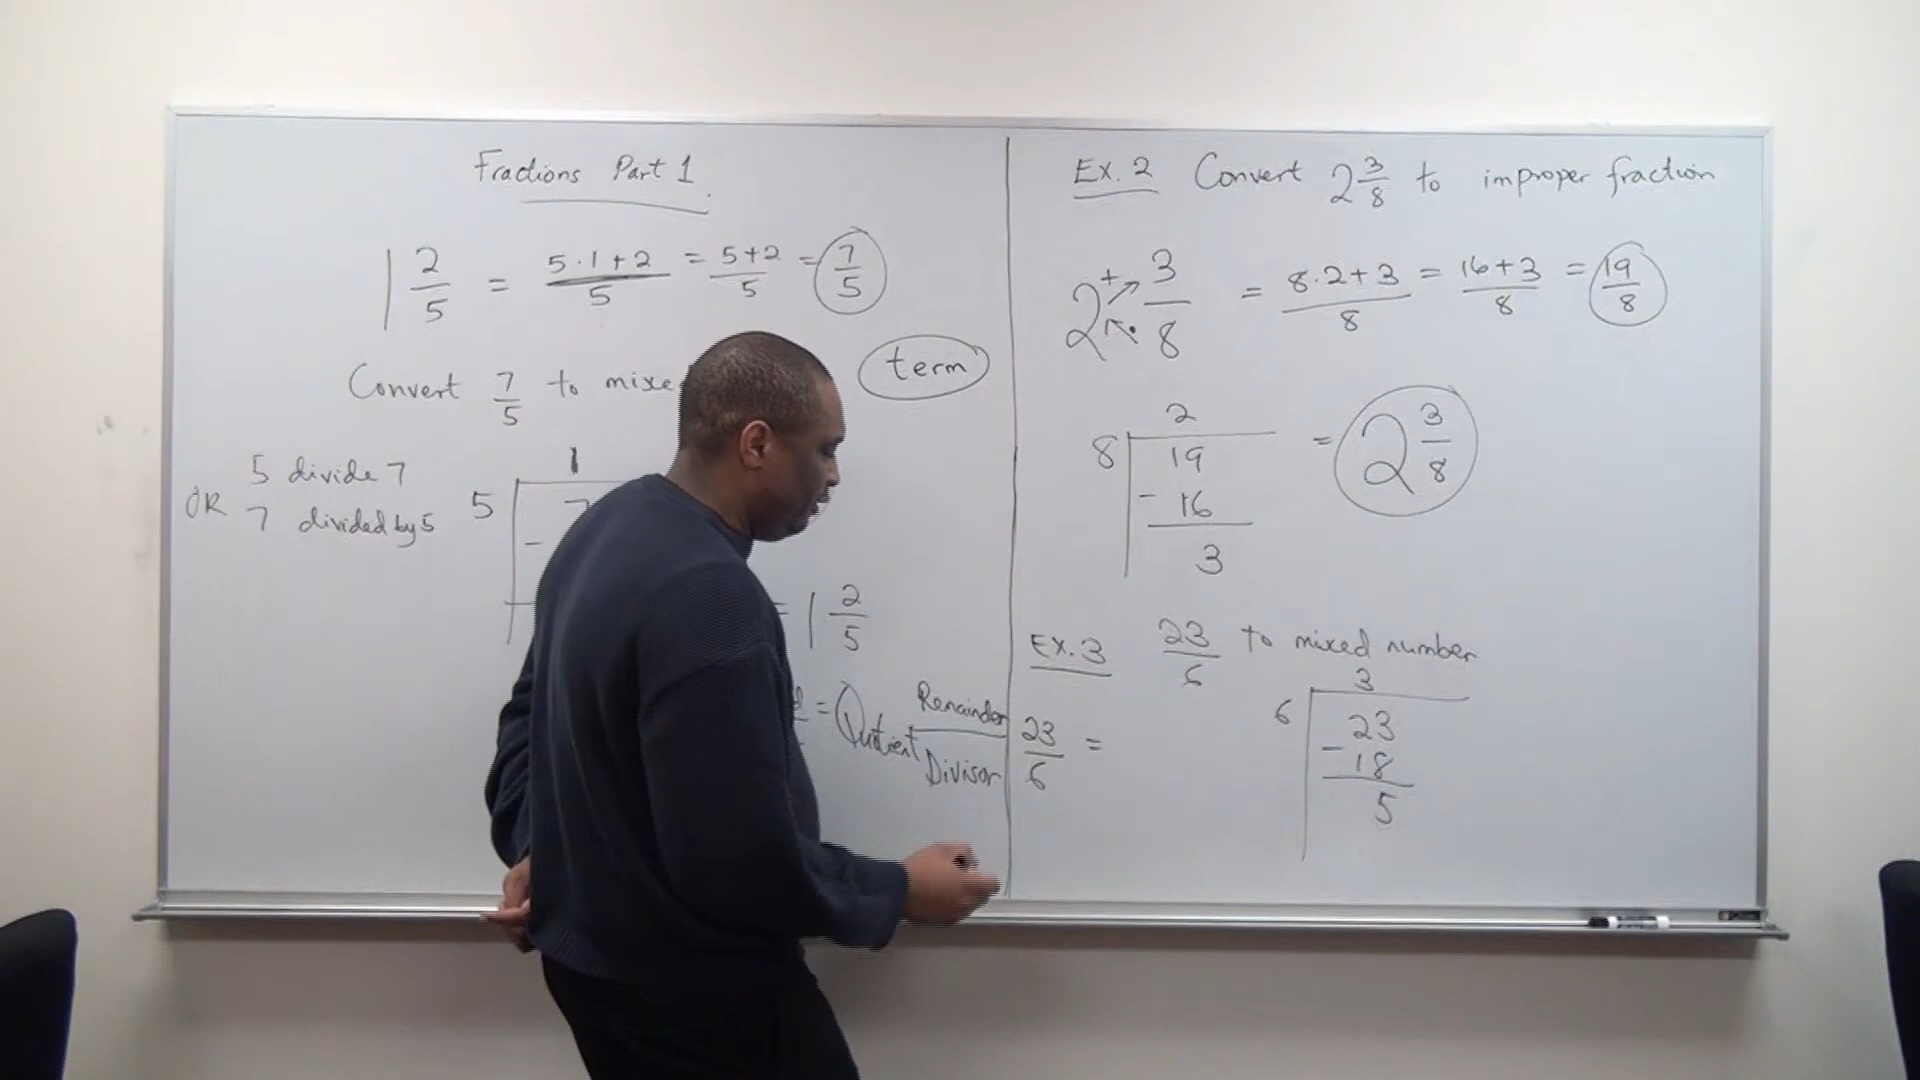 Fractions Part 1
1 2/5 = 5·1+2/5 = 5+2/5 = 7/5
term
Convert 7/5 to mixe
5 divide 7
OR 7 divided by 5
1
5 7
-
= 1 2/5
= Quotient Remainder/Divisor
Ex. 2 Convert 2 3/8 to improper fraction
2 + 3/8 = 8·2+3/8 = 16+3/8 = 19/8
2
8 19 = 2 3/8
- 16
3
Ex. 3 23/6 to mixed number
3
6 23
23/6 =
- 18
5